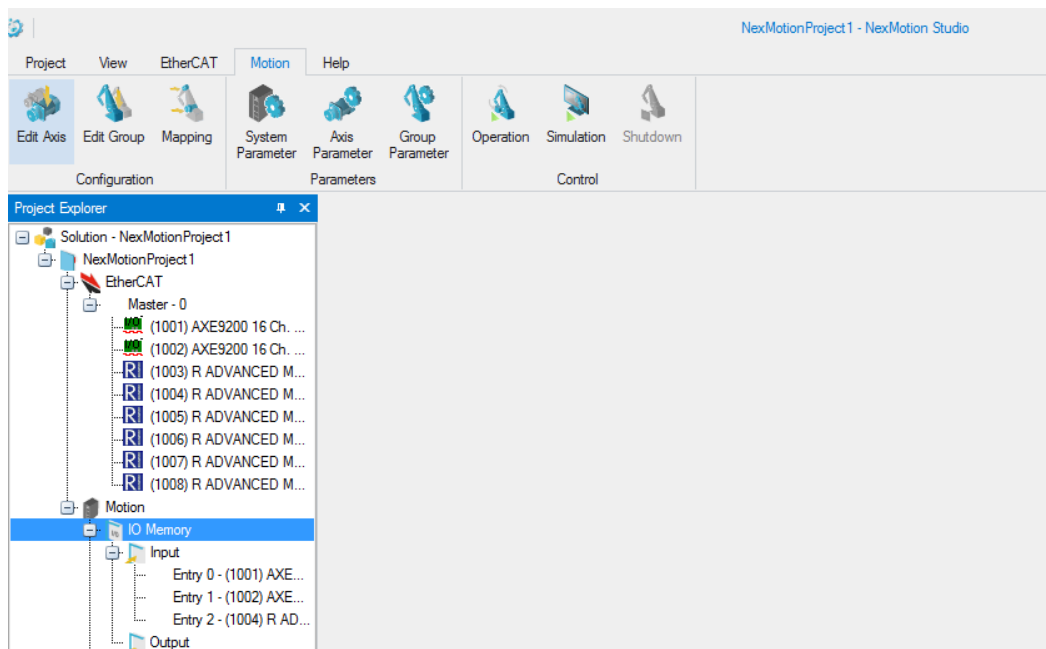 NexMotionProject1 - NexMotion Studio
Project View EtherCAT Motion Help
Edit Axis Edit Group Mapping System Parameter Axis Parameter Group Parameter Operation Simulation Shutdown
Configuration Parameters Control
Project Explorer
Solution - NexMotionProject1
NexMotionProject1
EtherCAT
Master - 0
(1001) AXE9200 16 Ch. ...
(1002) AXE9200 16 Ch. ...
(1003) R ADVANCED M...
(1004) R ADVANCED M...
(1005) R ADVANCED M...
(1006) R ADVANCED M...
(1007) R ADVANCED M...
(1008) R ADVANCED M...
Motion
IO Memory
Input
Entry 0 - (1001) AXE...
Entry 1 - (1002) AXE...
Entry 2 - (1004) R AD...
Output